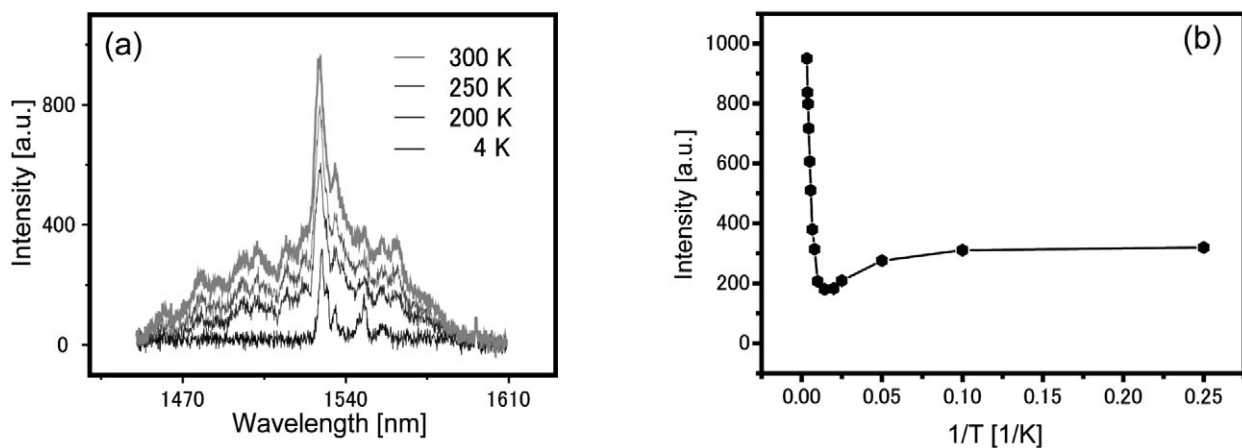 (a)
300 K
250 K
200 K
4 K
800
400
0
Intensity [a.u.]
1470
1540
1610
Wavelength [nm]
(b)
1000
800
600
400
200
0
Intensity [a.u.]
0.00
0.05
0.10
0.15
0.20
0.25
1/T [1/K]